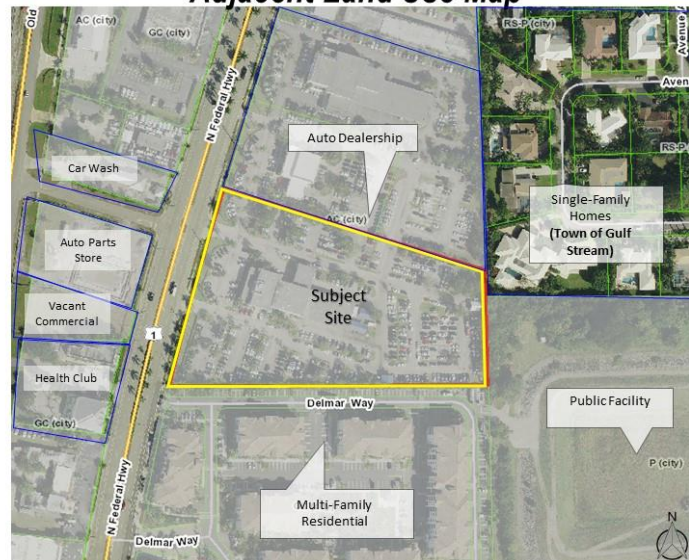 Adjacent Land Use Map
Old
AC (city)
GC (city)
N Federal Hwy
RS-P (city)
Avenue
Aven
RS-P
Car Wash
Auto Dealership
AC (city)
Auto Parts
Store
Single-Family
Homes
(Town of Gulf
Stream)
Vacant
Commercial
1
Subject
Site
Health Club
GC (city)
Delmar Way
Public Facility
P (city)
N Federal Hwy
Multi-Family
Residential
Delmar Way
N